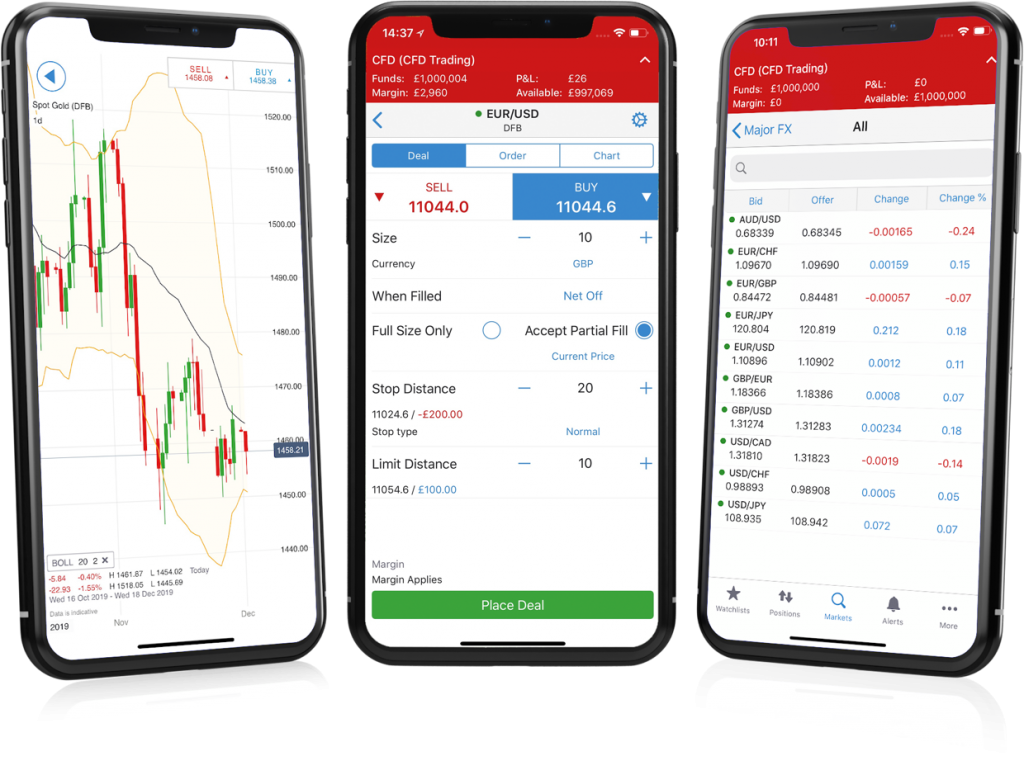 SELL
1458.08
BUY
1458.38
Spot Gold (DFB)
1d
1520.00
1510.00
1500.00
1490.00
1480.00
1470.00
1460.00
1458.21
1450.00
1440.00
BOLL 20 2 ✕
-5.84 -0.40% H 1461.87 L 1454.02 Today
-22.93 -1.55% H 1518.05 L 1445.69
Wed 16 Oct 2019 - Wed 18 Dec 2019
Data is indicative
2019 Nov Dec
14:37
CFD (CFD Trading)
Funds: £1,000,004 P&L: £26
Margin: £2,960 Available: £997,069
EUR/USD
DFB
Deal Order Chart
SELL
11044.0
BUY
11044.6
Size — 10 +
Currency GBP
When Filled Net Off
Full Size Only Accept Partial Fill
Current Price
Stop Distance — 20 +
11024.6 / -£200.00
Stop type Normal
Limit Distance — 10 +
11054.6 / £100.00
Margin
Margin Applies
Place Deal
10:11
CFD (CFD Trading)
Funds: £1,000,000 P&L: £0
Margin: £0 Available: £1,000,000
Major FX All
Bid Offer Change Change %
AUD/USD
0.68339 0.68345 -0.00165 -0.24
EUR/CHF
1.09670 1.09690 0.00159 0.15
EUR/GBP
0.84472 0.84481 -0.00057 -0.07
EUR/JPY
120.804 120.819 0.212 0.18
EUR/USD
1.10896 1.10902 0.0012 0.11
GBP/EUR
1.18366 1.18386 0.0008 0.07
GBP/USD
1.31274 1.31283 0.00234 0.18
USD/CAD
1.31810 1.31823 -0.0019 -0.14
USD/CHF
0.98893 0.98908 0.0005 0.05
USD/JPY
108.935 108.942 0.072 0.07
Watchlists Positions Markets Alerts More